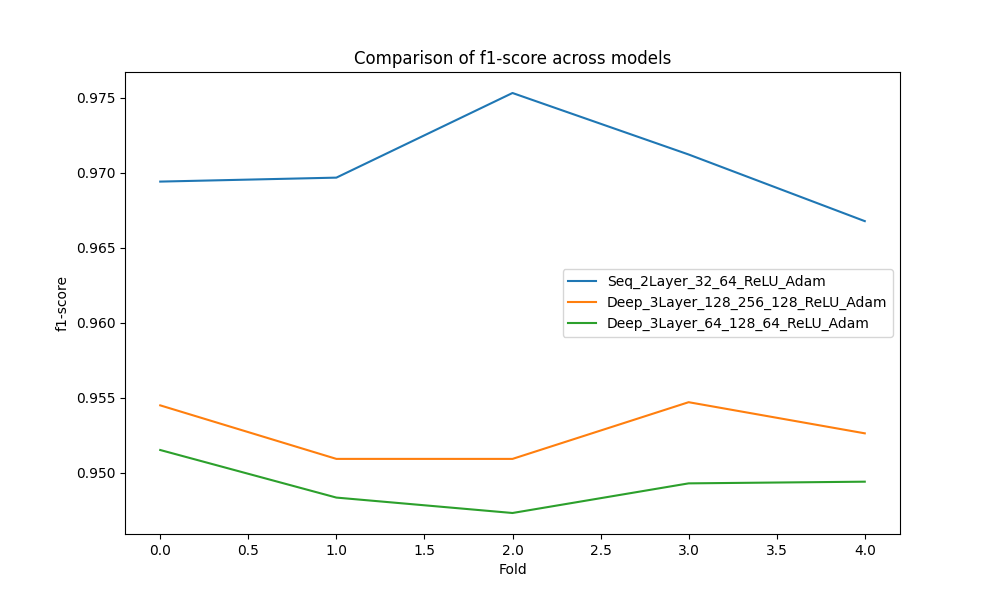 Comparison of f1-score across models
f1-score
0.975
0.970
0.965
0.960
0.955
0.950
Seq_2Layer_32_64_ReLU_Adam
Deep_3Layer_128_256_128_ReLU_Adam
Deep_3Layer_64_128_64_ReLU_Adam
0.0 0.5 1.0 1.5 2.0 2.5 3.0 3.5 4.0
Fold